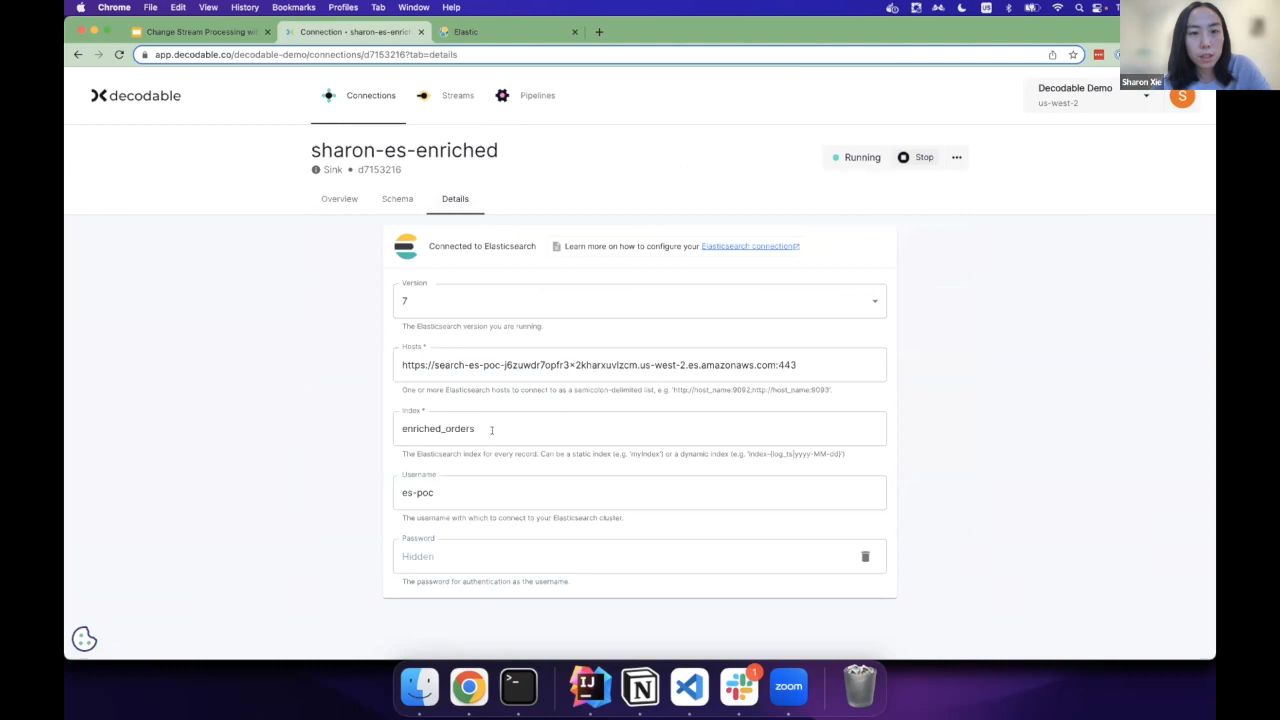 Chrome File Edit View History Bookmarks Profiles Tab Window Help
Change Stream Processing wi
Connection • sharon-es-enric
Elastic
app.decodable.co/decodable-demo/connections/d7153216?tab=details
Sharon Xie
decodable
Connections
Streams
Pipelines
Decodable Demo
us-west-2
S
sharon-es-enriched
Sink • d7153216
Running
Stop
Overview
Schema
Details
Connected to Elasticsearch
Learn more on how to configure your Elasticsearch connection
Version
7
The Elasticsearch version you are running.
Hosts *
https://search-es-poc-j6zuwdr7opfr3x2kharxuvlzcm.us-west-2.es.amazonaws.com:443
One or more Elasticsearch hosts to connect to as a semicolon-delimited list, e.g. 'http://host_name:9092;http://host_name:9093'.
Index *
enriched_orders
The Elasticsearch index for every record. Can be a static index (e.g. 'myIndex') or a dynamic index (e.g. 'index-{log_ts|yyyy-MM-dd}')
Username
es-poc
The username with which to connect to your Elasticsearch cluster.
Password
Hidden
The password for authentication as the username.
IJ
N
1
zoom